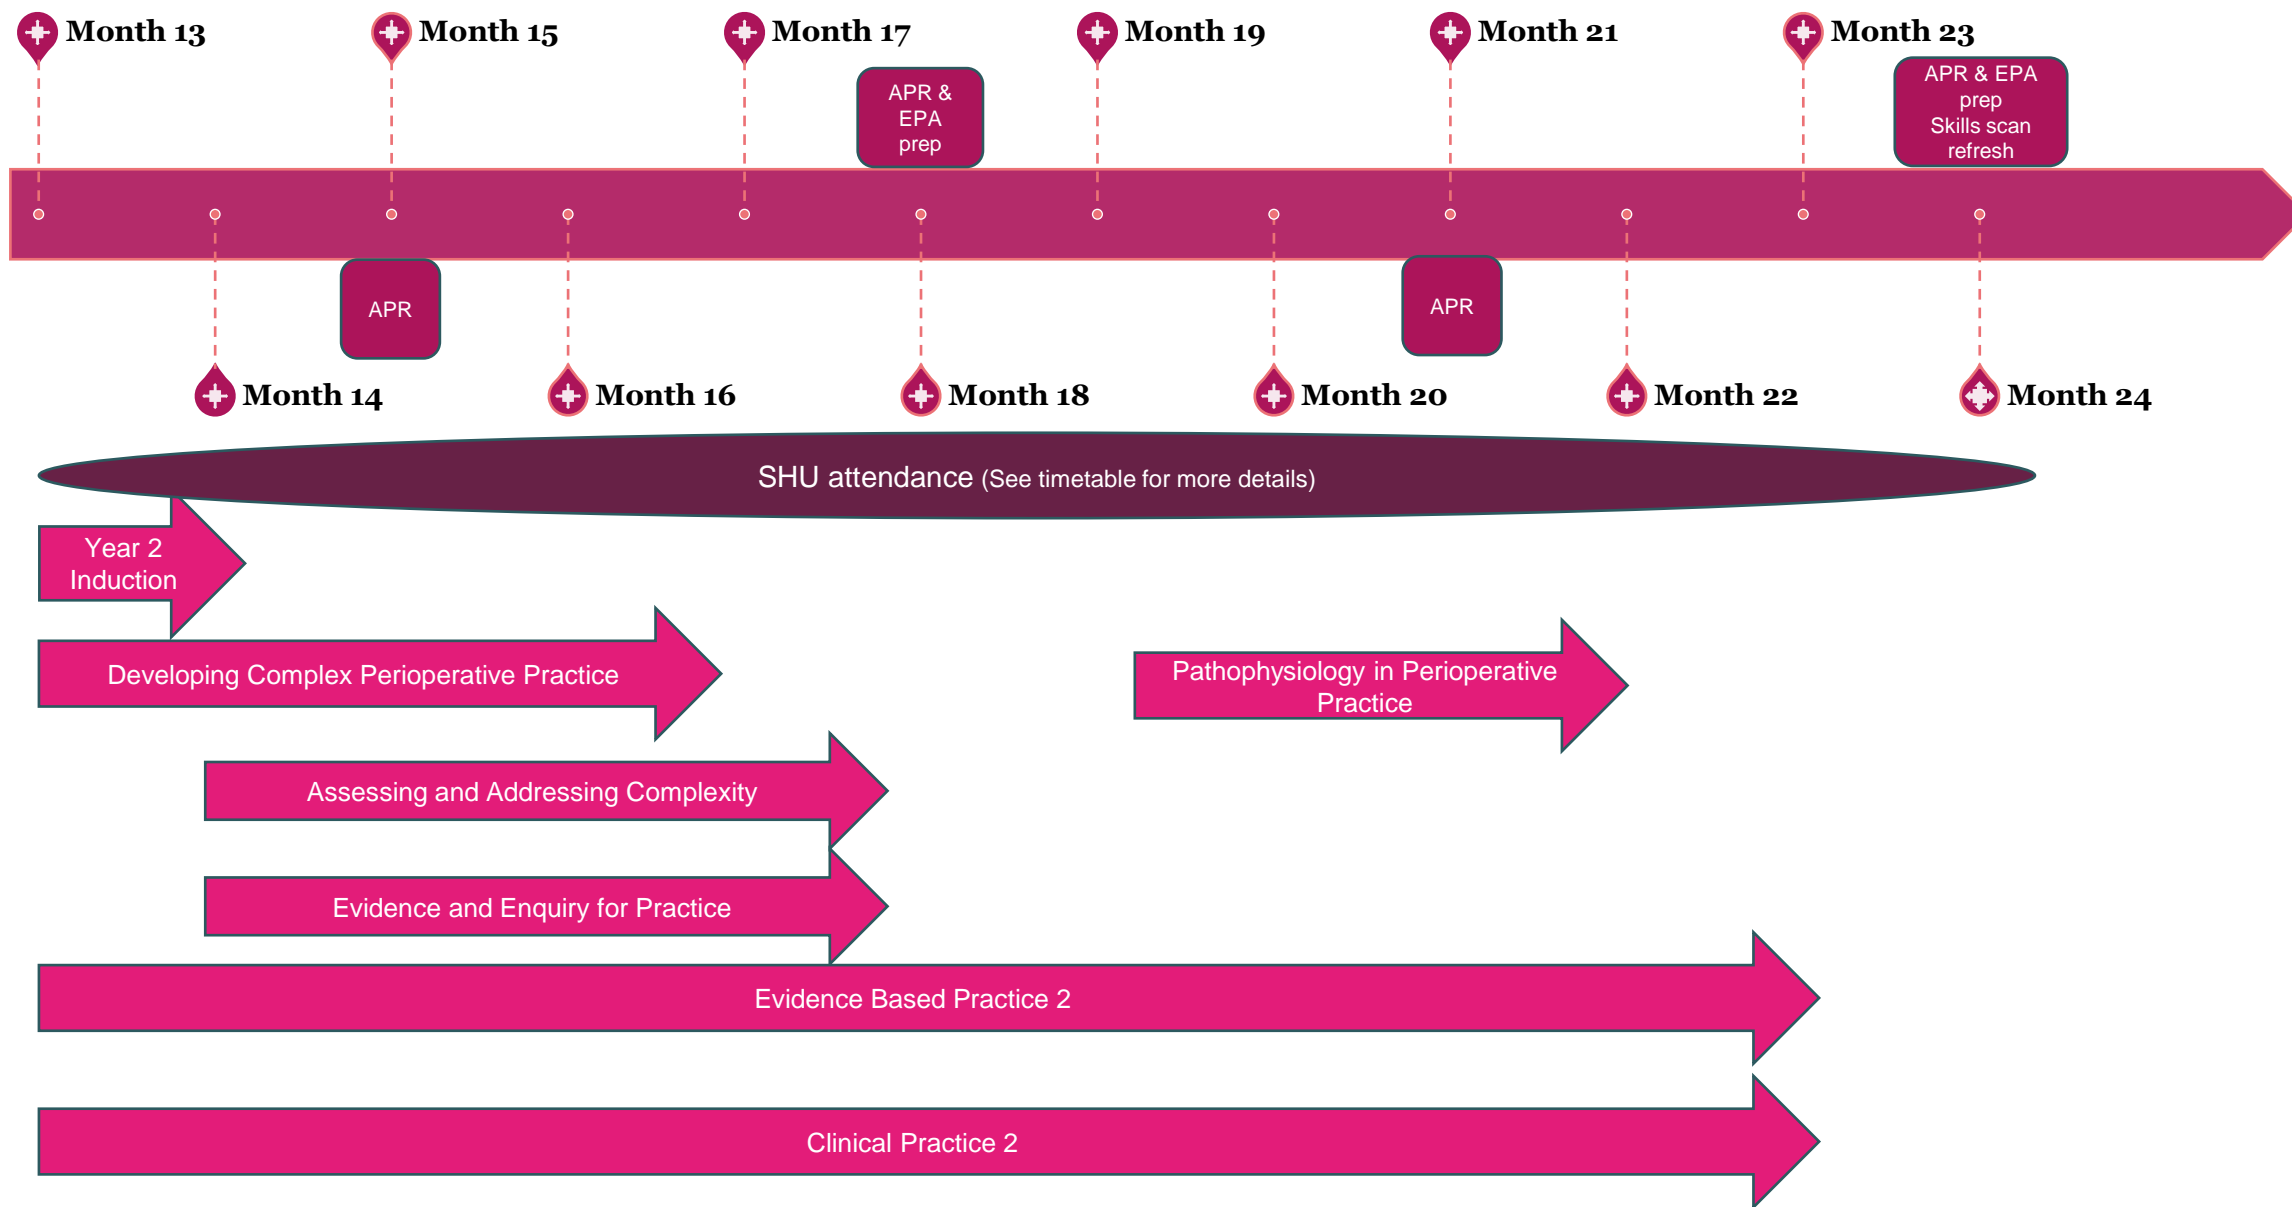 Month 13
Month 15
Month 17
Month 19
Month 21
Month 23
APR &
EPA
prep
APR & EPA
prep
Skills scan
refresh
APR
APR
Month 14
Month 16
Month 18
Month 20
Month 22
Month 24
SHU attendance (See timetable for more details)
Year 2
Induction
Developing Complex Perioperative Practice
Pathophysiology in Perioperative
Practice
Assessing and Addressing Complexity
Evidence and Enquiry for Practice
Evidence Based Practice 2
Clinical Practice 2